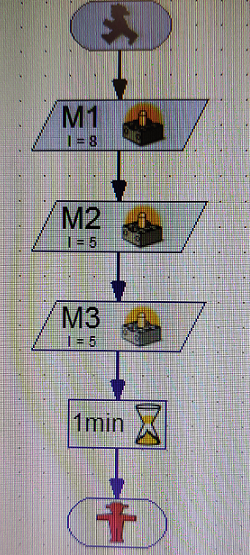 M1
I = 8
M2
I = 5
M3
I = 5
1min